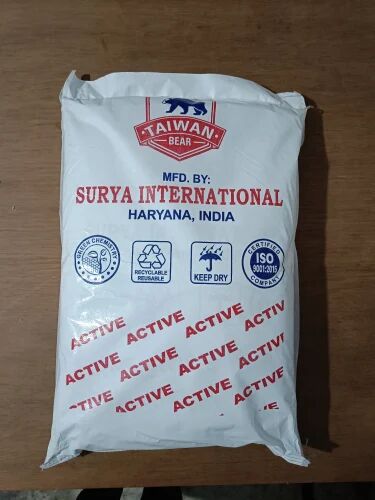 TAIWAN
BEAR
MFD. BY:
SURYA INTERNATIONAL
HARYANA, INDIA
GREEN CHEMISTRY
RECYCLABLE
REUSABLE
KEEP DRY
CERTIFIED
ISO
9001:2015
COMPANY
ACTIVE ACTIVE ACTIVE ACTIVE
ACTIVE ACTIVE ACTIVE ACTIVE
ACTIVE ACTIVE ACTIVE ACTIVE